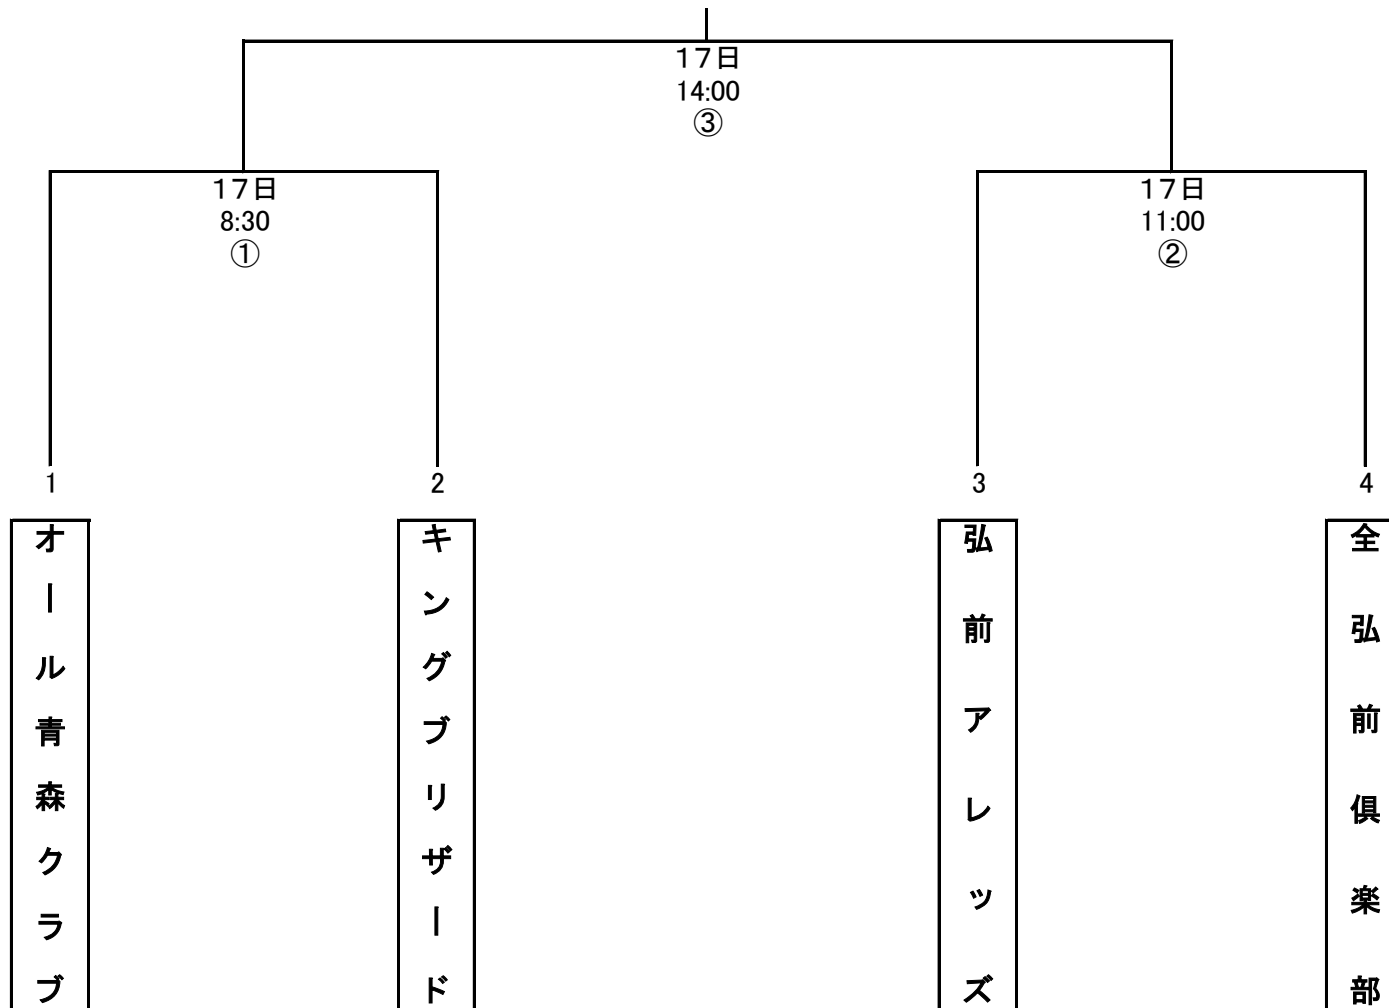 １７日
14:00
③
１７日
8:30
①
１７日
11:00
②
1
2
3
4
オール青森クラブ
キングブリザード
弘前アレッズ
全弘前倶楽部